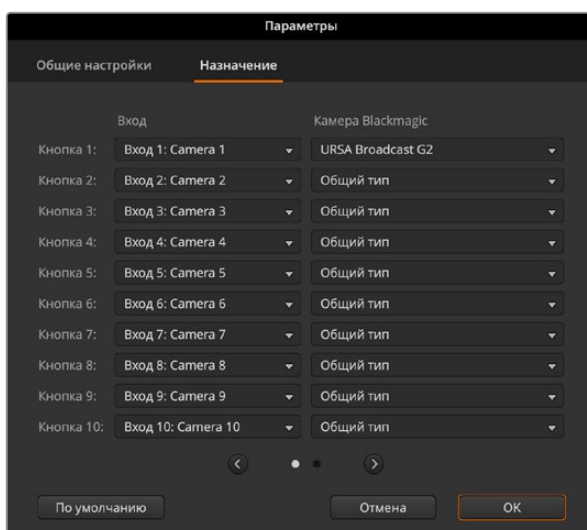 Параметры
Общие настройки Назначение
Вход Камера Blackmagic
Кнопка 1: Вход 1: Camera 1 URSA Broadcast G2
Кнопка 2: Вход 2: Camera 2 Общий тип
Кнопка 3: Вход 3: Camera 3 Общий тип
Кнопка 4: Вход 4: Camera 4 Общий тип
Кнопка 5: Вход 5: Camera 5 Общий тип
Кнопка 6: Вход 6: Camera 6 Общий тип
Кнопка 7: Вход 7: Camera 7 Общий тип
Кнопка 8: Вход 8: Camera 8 Общий тип
Кнопка 9: Вход 9: Camera 9 Общий тип
Кнопка 10: Вход 10: Camera 10 Общий тип
По умолчанию Отмена OK